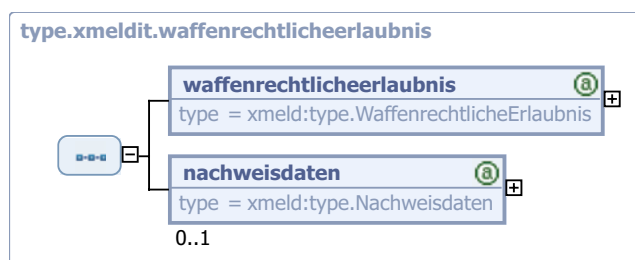 type.xmeldit.waffenrechtlicheerlaubnis
waffenrechtlicheerlaubnis
type = xmeld:type.WaffenrechtlicheErlaubnis
nachweisdaten
type = xmeld:type.Nachweisdaten
0..1